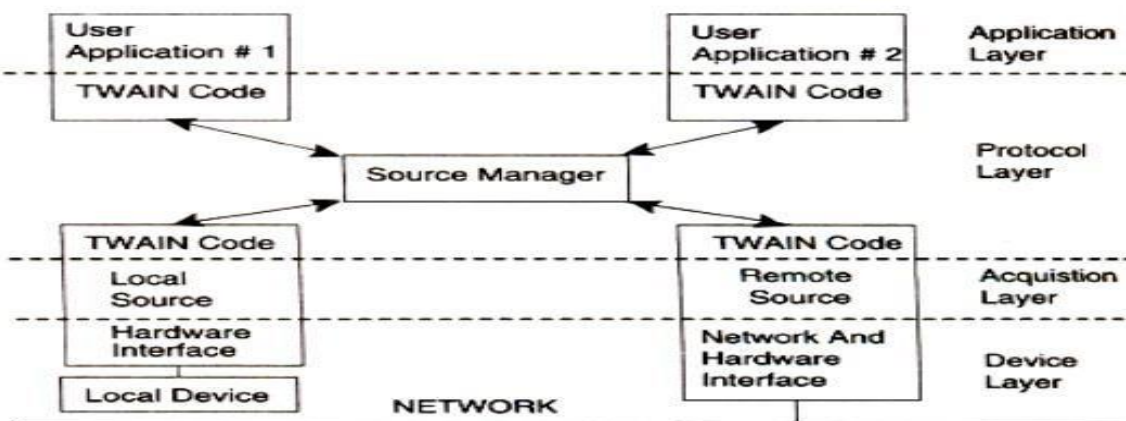 User
Application # 1
TWAIN Code
User
Application # 2
TWAIN Code
Application
Layer
Source Manager
Protocol
Layer
TWAIN Code
Local
Source
Hardware
Interface
Local Device
TWAIN Code
Remote
Source
Network And
Hardware
Interface
Acquistion
Layer
Device
Layer
NETWORK